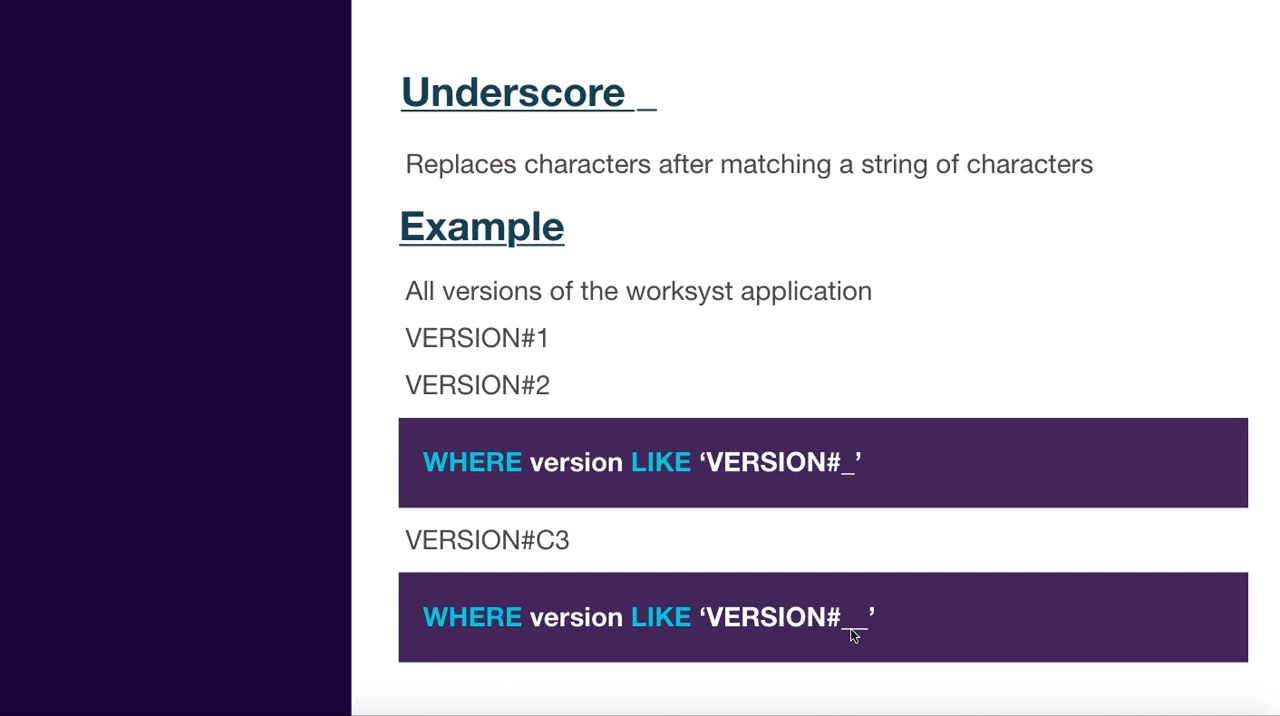 Underscore _
Replaces characters after matching a string of characters
Example
All versions of the worksyst application
VERSION#1
VERSION#2
WHERE version LIKE ‘VERSION#_’
VERSION#C3
WHERE version LIKE ‘VERSION#__’